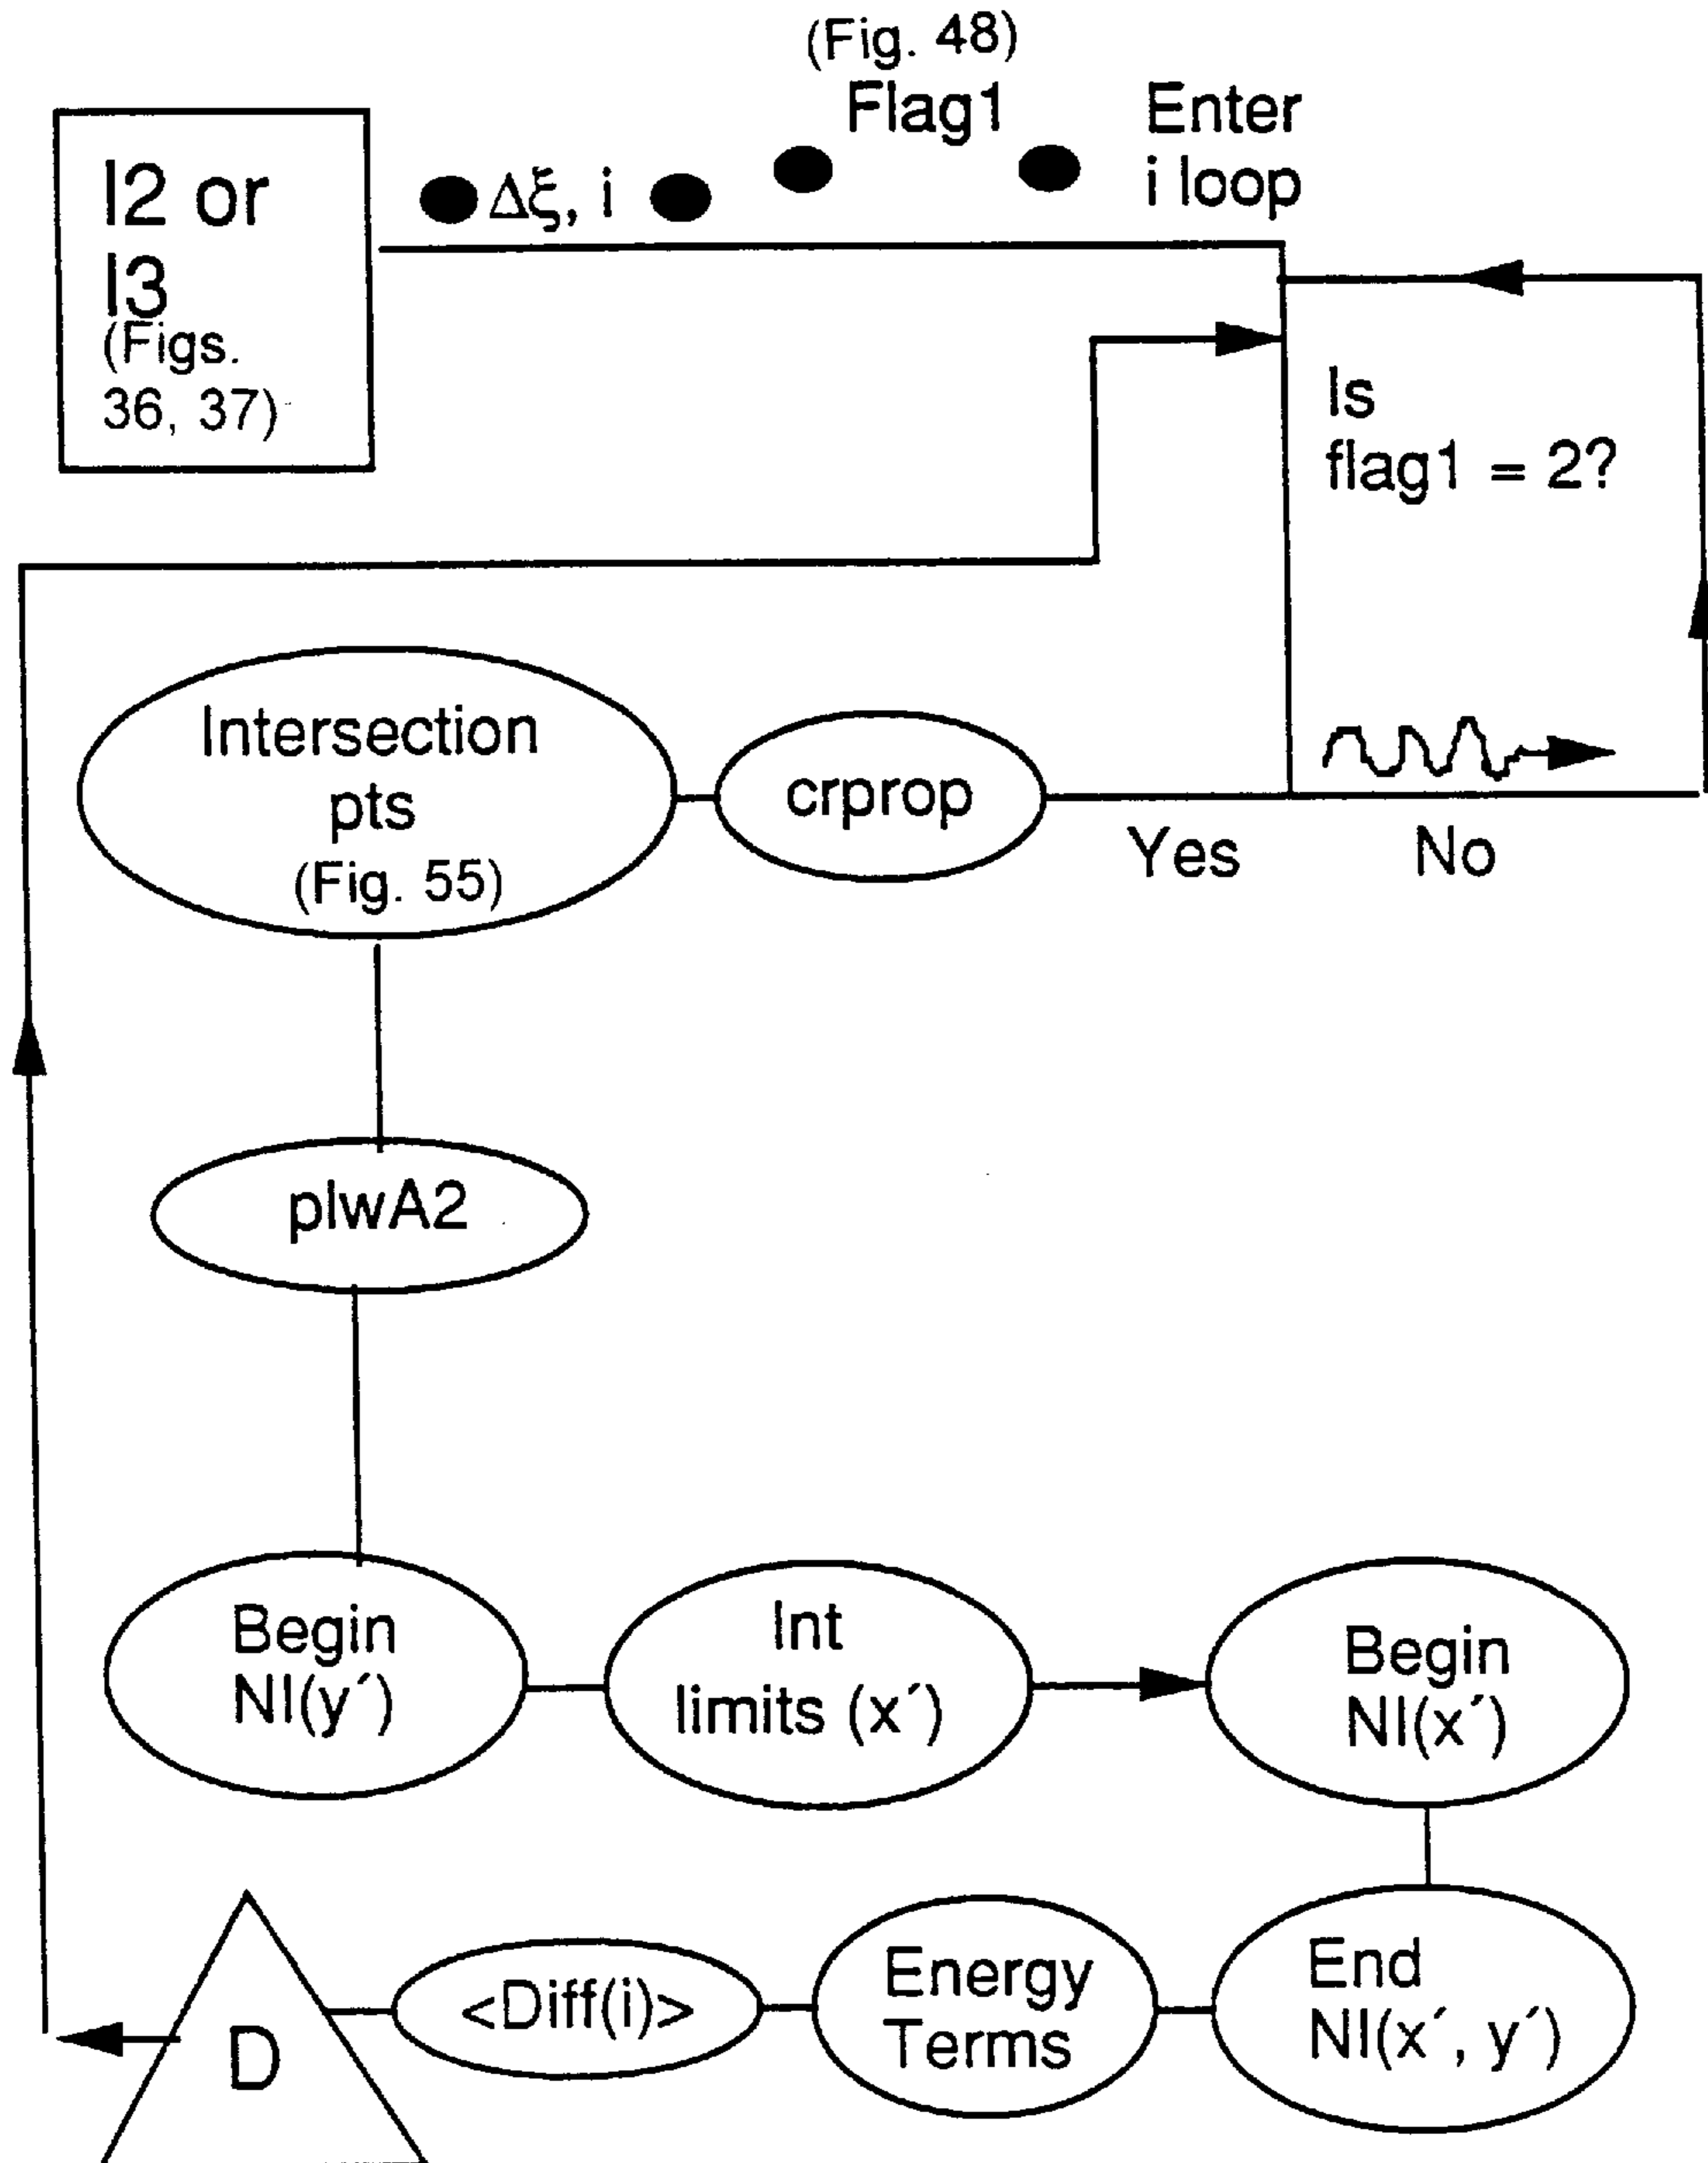 (Fig. 48)
Flag1
Enter
i loop
I2 or
I3
(Figs.
36, 37)
Δξ, i
Is
flag1 = 2?
Intersection
pts
(Fig. 55)
crprop
Yes
No
plwA2
Begin
NI(y´)
Int
limits (x´)
Begin
NI(x´)
D
<Diff(i)>
Energy
Terms
End
NI(x´, y´)